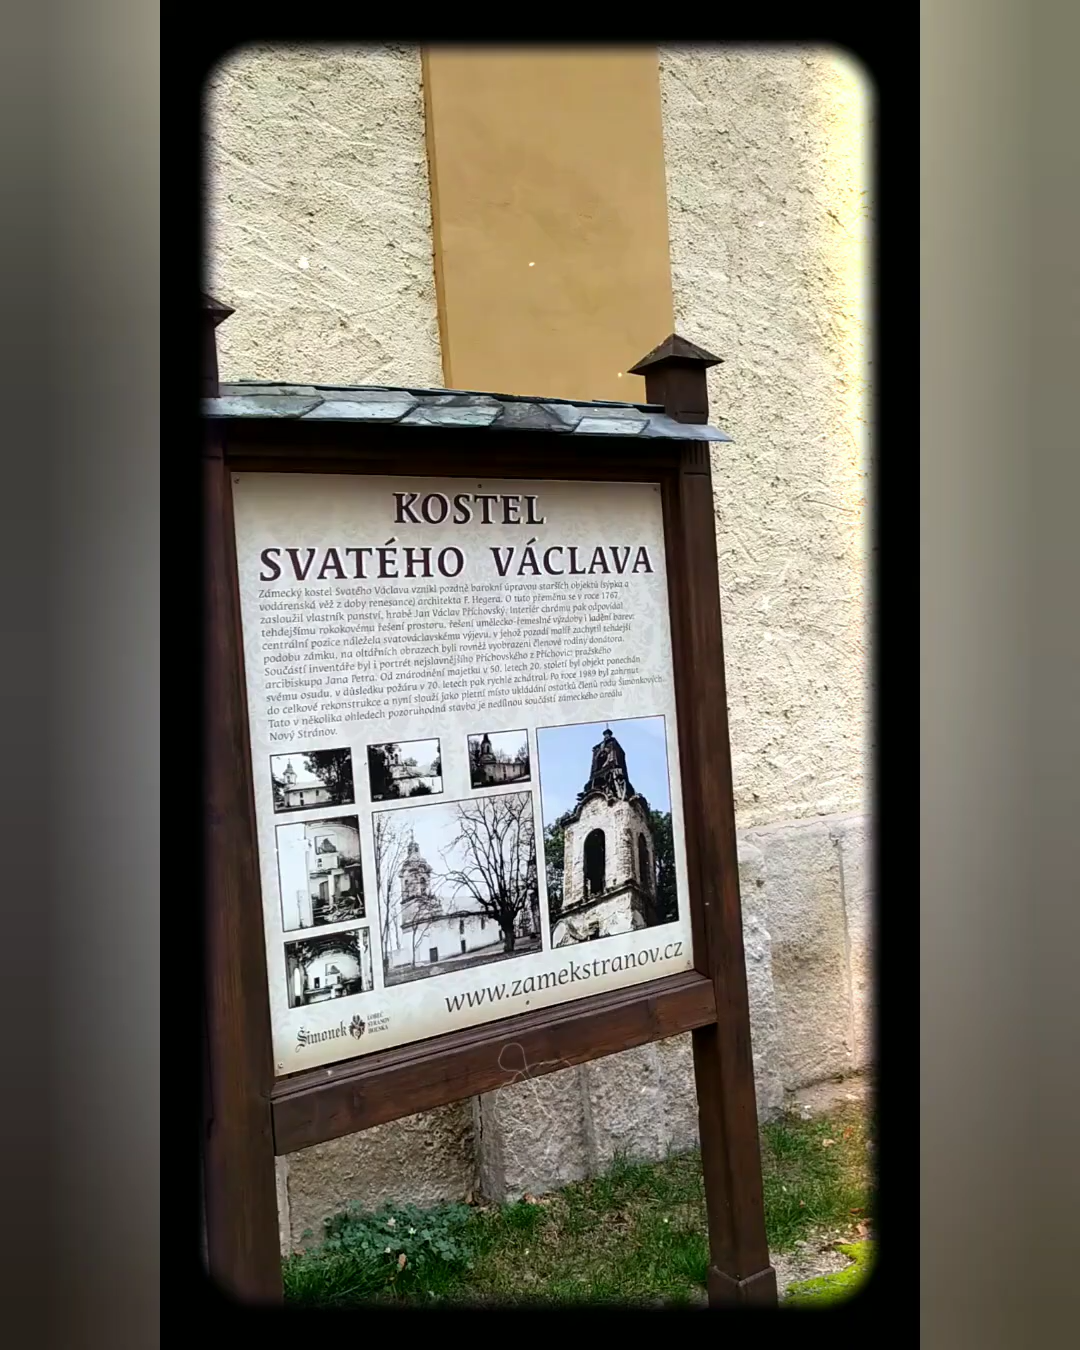 KOSTEL
SVATÉHO VÁCLAVA
Zámecký kostel Svatého Václava vznikl pozdně barokní úpravou starších objektů (sýpka a
vodárenská věž z doby renesance) architekta F. Hegera. O tuto přeměnu se v roce 1767
zasloužil vlastník panství, hrabě Jan Václav Příchovský. Interiér chrámu pak odpovídal
tehdejšímu rokokovému řešení prostoru, řešení umělecko-řemeslné výzdoby i ladění barev;
centrální pozice náležela svatováclavskému výjevu, v jehož pozadí malíř zachytil tehdejší
podobu zámku, na oltářních obrazech byli rovněž vyobrazeni členové rodiny donátora.
Součástí inventáře byl i portrét nejslavnějšího Příchovského z Příchovic; pražského
arcibiskupa Jana Petra. Od znárodnění majetku v 50. letech 20. století byl objekt ponechán
svému osudu, v důsledku požáru v 70. letech pak rychle zchátral. Po roce 1989 byl zahrnut
do celkové rekonstrukce a nyní slouží jako pietní místo ukládání ostatků členů rodu Šimonkových.
Tato v několika ohledech pozoruhodná stavba je nedílnou součástí zámeckého areálu
Nový Stránov.
www.zamekstranov.cz
Šimonek
LOBEČ
STRÁNOV